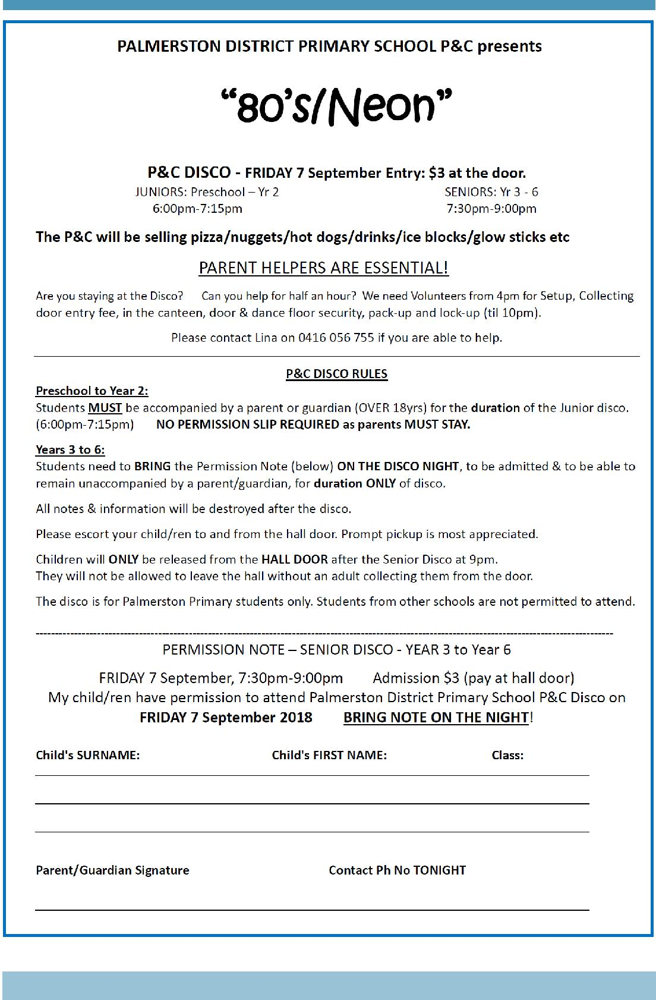 PALMERSTON DISTRICT PRIMARY SCHOOL P&C presents
“80’s/Neon”
P&C DISCO - FRIDAY 7 September Entry: $3 at the door.
JUNIORS: Preschool – Yr 2 SENIORS: Yr 3 - 6
6:00pm-7:15pm 7:30pm-9:00pm
The P&C will be selling pizza/nuggets/hot dogs/drinks/ice blocks/glow sticks etc
PARENT HELPERS ARE ESSENTIAL!
Are you staying at the Disco? Can you help for half an hour? We need Volunteers from 4pm for Setup, Collecting
door entry fee, in the canteen, door & dance floor security, pack-up and lock-up (til 10pm).
Please contact Lina on 0416 056 755 if you are able to help.
P&C DISCO RULES
Preschool to Year 2:
Students MUST be accompanied by a parent or guardian (OVER 18yrs) for the duration of the Junior disco.
(6:00pm-7:15pm) NO PERMISSION SLIP REQUIRED as parents MUST STAY.
Years 3 to 6:
Students need to BRING the Permission Note (below) ON THE DISCO NIGHT, to be admitted & to be able to
remain unaccompanied by a parent/guardian, for duration ONLY of disco.
All notes & information will be destroyed after the disco.
Please escort your child/ren to and from the hall door. Prompt pickup is most appreciated.
Children will ONLY be released from the HALL DOOR after the Senior Disco at 9pm.
They will not be allowed to leave the hall without an adult collecting them from the door.
The disco is for Palmerston Primary students only. Students from other schools are not permitted to attend.
PERMISSION NOTE – SENIOR DISCO - YEAR 3 to Year 6
FRIDAY 7 September, 7:30pm-9:00pm Admission $3 (pay at hall door)
My child/ren have permission to attend Palmerston District Primary School P&C Disco on
FRIDAY 7 September 2018 BRING NOTE ON THE NIGHT!
Child's SURNAME: Child's FIRST NAME: Class:
Parent/Guardian Signature Contact Ph No TONIGHT